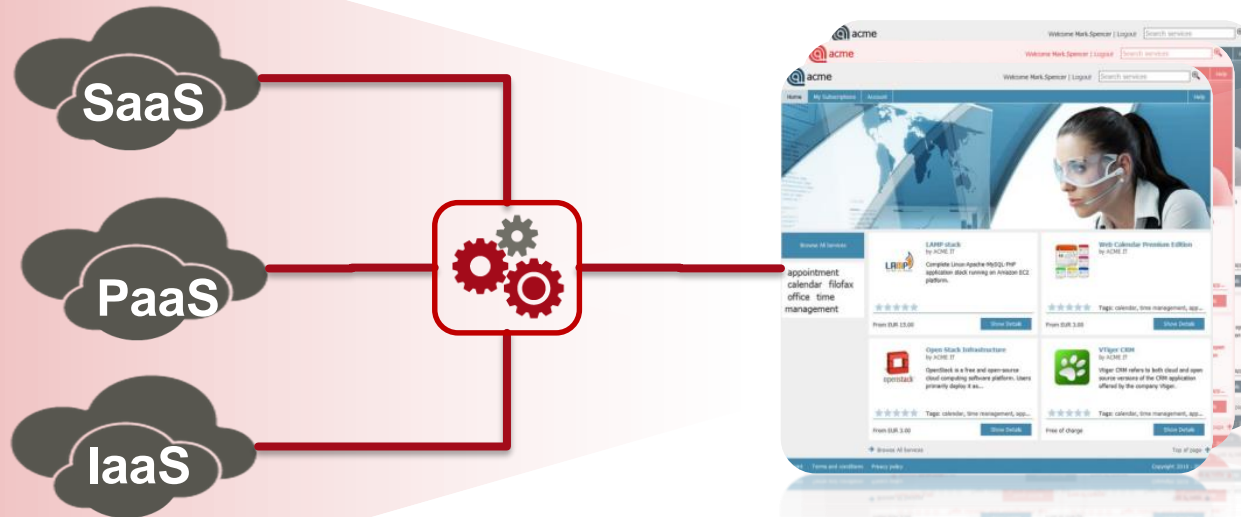 SaaS
PaaS
IaaS
acme
Welcome Mark.Spencer | Logout Search services
acme
Welcome Mark.Spencer | Logout Search services
acme
Welcome Mark.Spencer | Logout Search services
Home My Subscriptions Account Help
Help
Browse All Services
appointment
calendar filofax
office time
management
LAMP
LAMP stack
by ACME IT
Complete Linux-Apache-MySQL-PHP
application stack running on Amazon EC2
platform.
From EUR 15.00 Show Details
Web Calendar Premium Edition
by ACME IT
Tags: calendar, time management, app...
From EUR 3.00 Show Details
openstack
Open Stack Infrastructure
by ACME IT
OpenStack is a free and open-source
cloud computing software platform. Users
primarily deploy it as...
Tags: calendar, time management, app...
From EUR 3.00 Show Details
VTiger CRM
by ACME IT
Vtiger CRM refers to both cloud and open
source versions of the CRM application
offered by the company Vtiger.
Tags: calendar, time management, app...
Free of charge Show Details
Browse All Services Top of page
Terms and conditions Privacy policy